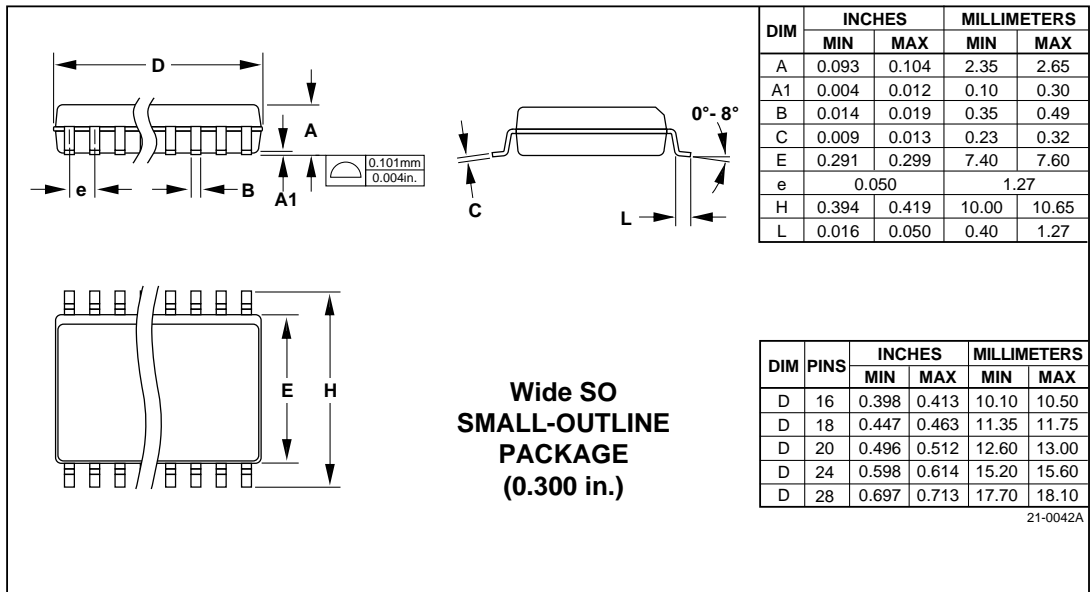 D
A
e
B
A1
0.101mm
0.004in.
0°- 8°
C
L
E
H
Wide SO
SMALL-OUTLINE
PACKAGE
(0.300 in.)
DIM INCHES MILLIMETERS
MIN MAX MIN MAX
A 0.093 0.104 2.35 2.65
A1 0.004 0.012 0.10 0.30
B 0.014 0.019 0.35 0.49
C 0.009 0.013 0.23 0.32
E 0.291 0.299 7.40 7.60
e 0.050 1.27
H 0.394 0.419 10.00 10.65
L 0.016 0.050 0.40 1.27
DIM PINS INCHES MILLIMETERS
MIN MAX MIN MAX
D 16 0.398 0.413 10.10 10.50
D 18 0.447 0.463 11.35 11.75
D 20 0.496 0.512 12.60 13.00
D 24 0.598 0.614 15.20 15.60
D 28 0.697 0.713 17.70 18.10
21-0042A